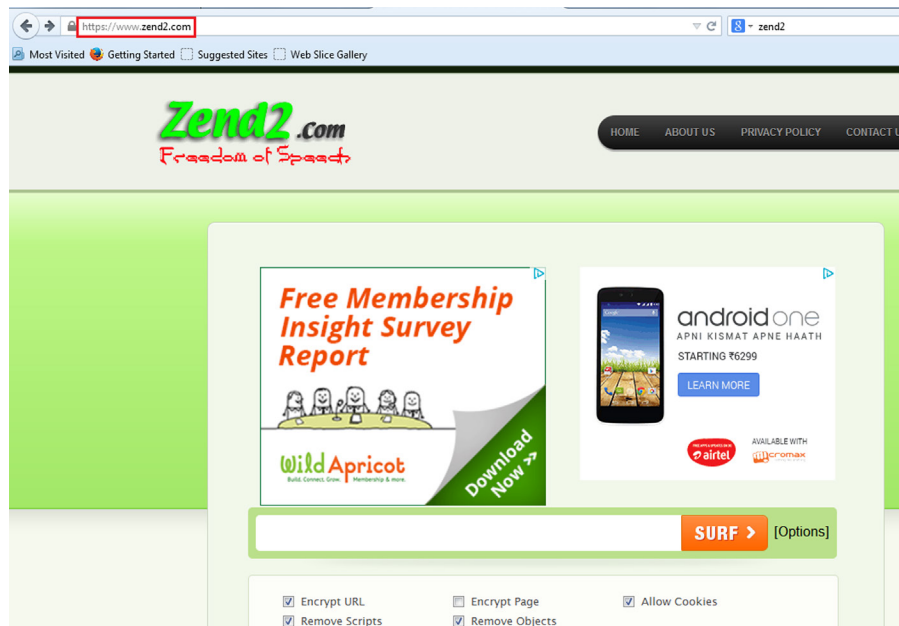 https://www.zend2.com
zend2
Most Visited Getting Started Suggested Sites Web Slice Gallery
Zend2.com
Freedom of Speech
HOME ABOUT US PRIVACY POLICY CONTACT U
Free Membership
Insight Survey
Report
Wild Apricot
Build. Connect. Grow. Membership & more.
Download
Now >>
androidone
APNI KISMAT APNE HAATH
STARTING ₹6299
LEARN MORE
airtel
AVAILABLE WITH
micromax
SURF > [Options]
Encrypt URL Encrypt Page Allow Cookies
Remove Scripts Remove Objects